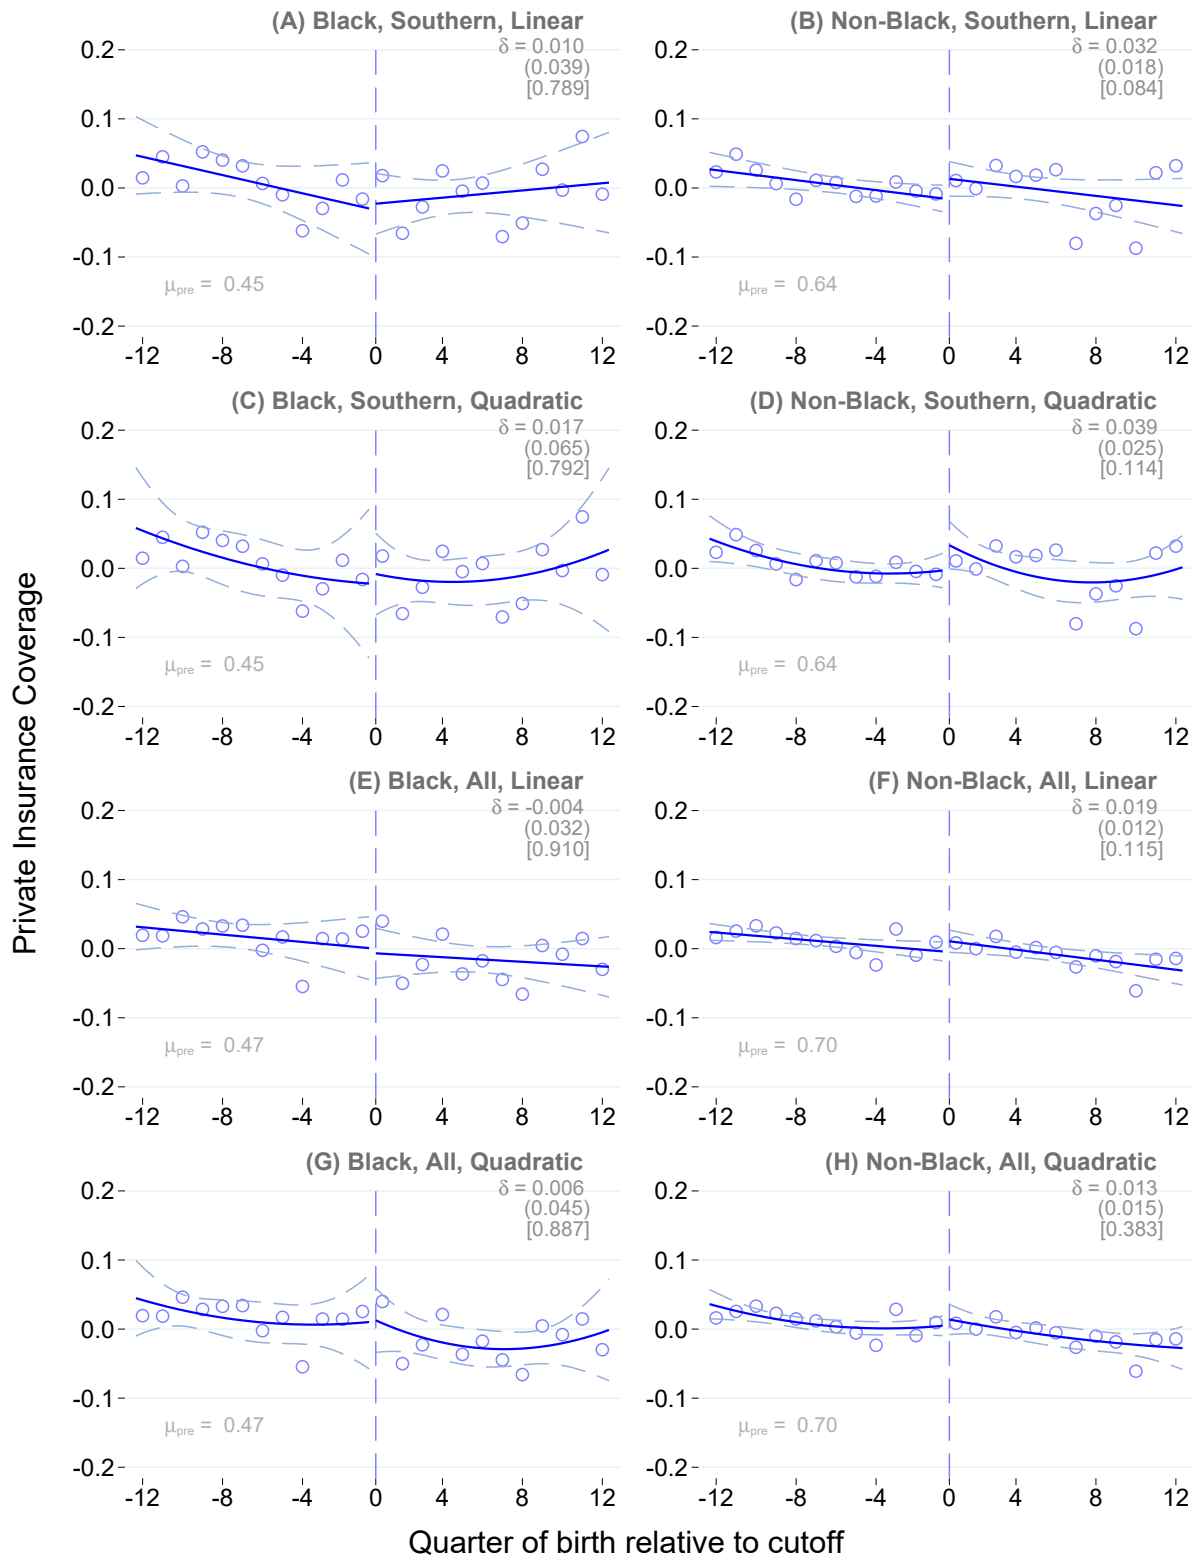 (A) Black, Southern, Linear
δ = 0.010
(0.039)
[0.789]
0.2
0.1
0.0
-0.1
-0.2
μpre = 0.45
-12 -8 -4 0 4 8 12
(B) Non-Black, Southern, Linear
δ = 0.032
(0.018)
[0.084]
0.2
0.1
0.0
-0.1
-0.2
μpre = 0.64
-12 -8 -4 0 4 8 12
(C) Black, Southern, Quadratic
δ = 0.017
(0.065)
[0.792]
0.2
0.1
0.0
-0.1
-0.2
μpre = 0.45
-12 -8 -4 0 4 8 12
(D) Non-Black, Southern, Quadratic
δ = 0.039
(0.025)
[0.114]
0.2
0.1
0.0
-0.1
-0.2
μpre = 0.64
-12 -8 -4 0 4 8 12
Private Insurance Coverage
(E) Black, All, Linear
δ = -0.004
(0.032)
[0.910]
0.2
0.1
0.0
-0.1
-0.2
μpre = 0.47
-12 -8 -4 0 4 8 12
(F) Non-Black, All, Linear
δ = 0.019
(0.012)
[0.115]
0.2
0.1
0.0
-0.1
-0.2
μpre = 0.70
-12 -8 -4 0 4 8 12
(G) Black, All, Quadratic
δ = 0.006
(0.045)
[0.887]
0.2
0.1
0.0
-0.1
-0.2
μpre = 0.47
-12 -8 -4 0 4 8 12
(H) Non-Black, All, Quadratic
δ = 0.013
(0.015)
[0.383]
0.2
0.1
0.0
-0.1
-0.2
μpre = 0.70
-12 -8 -4 0 4 8 12
Quarter of birth relative to cutoff